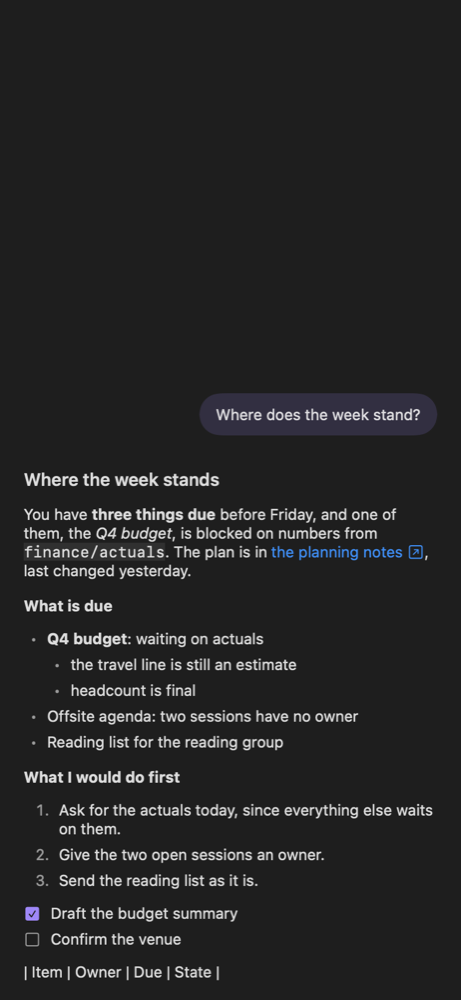 Where does the week stand?
Where the week stands
You have three things due before Friday, and one of
them, the Q4 budget, is blocked on numbers from
finance/actuals. The plan is in the planning notes,
last changed yesterday.
What is due
• Q4 budget: waiting on actuals
• the travel line is still an estimate
• headcount is final
• Offsite agenda: two sessions have no owner
• Reading list for the reading group
What I would do first
1. Ask for the actuals today, since everything else waits
on them.
2. Give the two open sessions an owner.
3. Send the reading list as it is.
Draft the budget summary
Confirm the venue
| Item | Owner | Due | State |